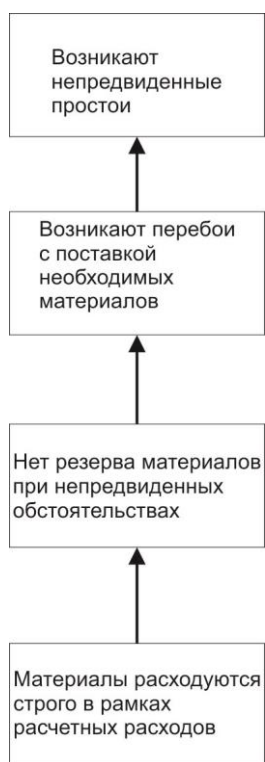 Возникают
непредвиденные
простои
Возникают перебои
с поставкой
необходимых
материалов
Нет резерва материалов
при непредвиденных
обстоятельствах
Материалы расходуются
строго в рамках
расчетных расходов